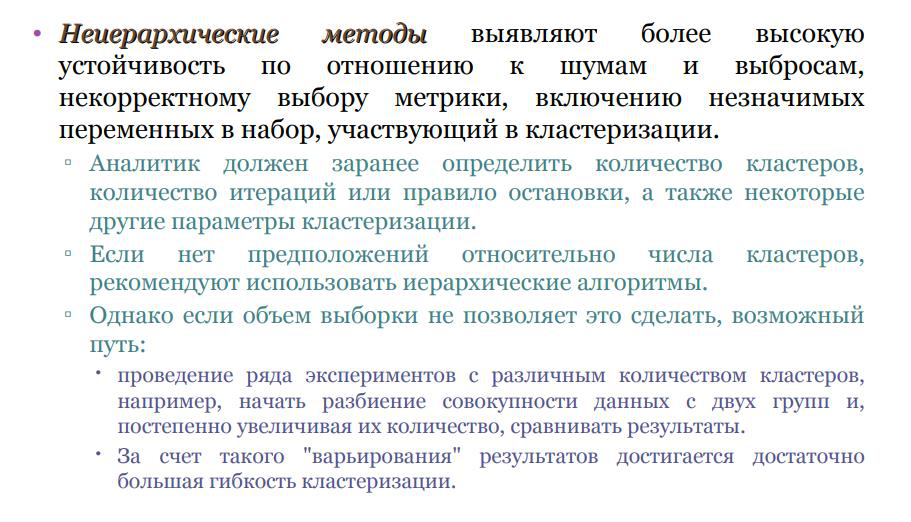 • Неиерархические методы выявляют более высокую
устойчивость по отношению к шумам и выбросам,
некорректному выбору метрики, включению незначимых
переменных в набор, участвующий в кластеризации.
▫ Аналитик должен заранее определить количество кластеров,
количество итераций или правило остановки, а также некоторые
другие параметры кластеризации.
▫ Если нет предположений относительно числа кластеров,
рекомендуют использовать иерархические алгоритмы.
▫ Однако если объем выборки не позволяет это сделать, возможный
путь:
• проведение ряда экспериментов с различным количеством кластеров,
например, начать разбиение совокупности данных с двух групп и,
постепенно увеличивая их количество, сравнивать результаты.
• За счет такого "варьирования" результатов достигается достаточно
большая гибкость кластеризации.